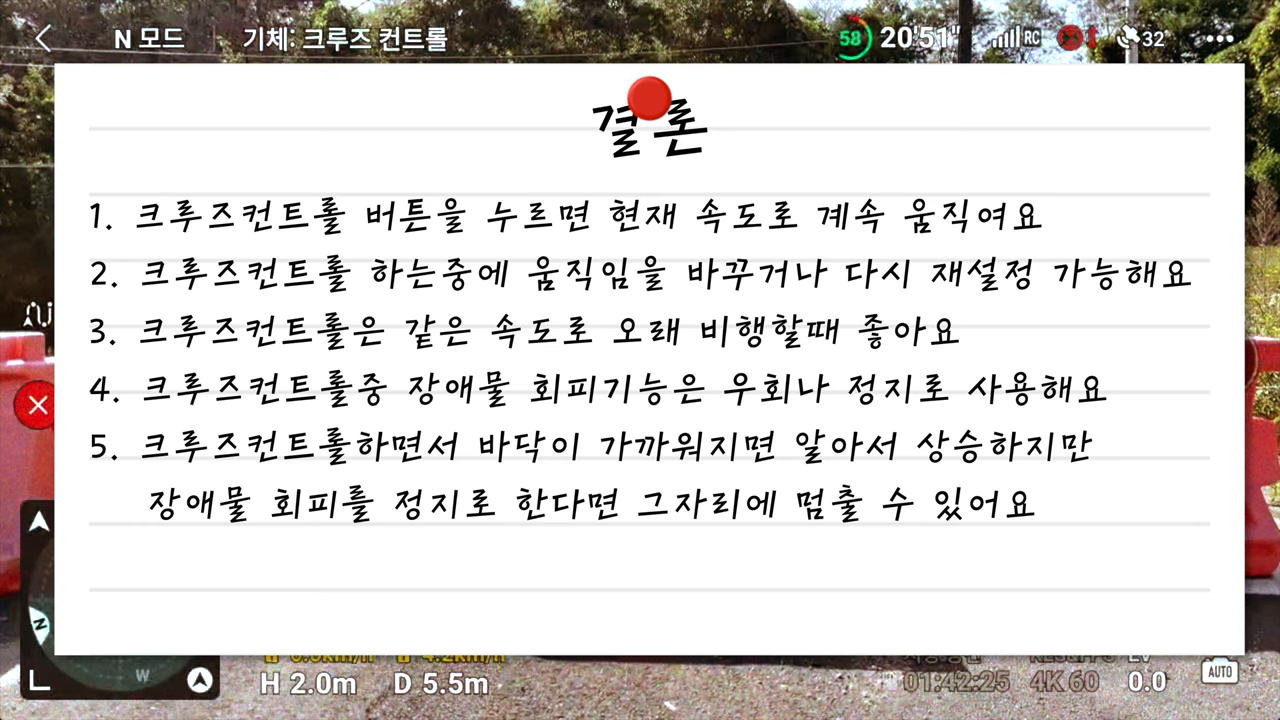 N 모드 기체: 크루즈 컨트롤 58 20'51" RC 1 32
결론
1. 크루즈컨트롤 버튼을 누르면 현재 속도로 계속 움직여요
2. 크루즈컨트롤 하는중에 움직임을 바꾸거나 다시 재설정 가능해요
3. 크루즈컨트롤은 같은 속도로 오래 비행할때 좋아요
4. 크루즈컨트롤중 장애물 회피기능은 우회나 정지로 사용해요
5. 크루즈컨트롤하면서 바닥이 가까워지면 알아서 상승하지만
장애물 회피를 정지로 한다면 그자리에 멈출 수 있어요
N
W
H 2.0m D 5.5m 01:42:25 4K 60 0.0 AUTO